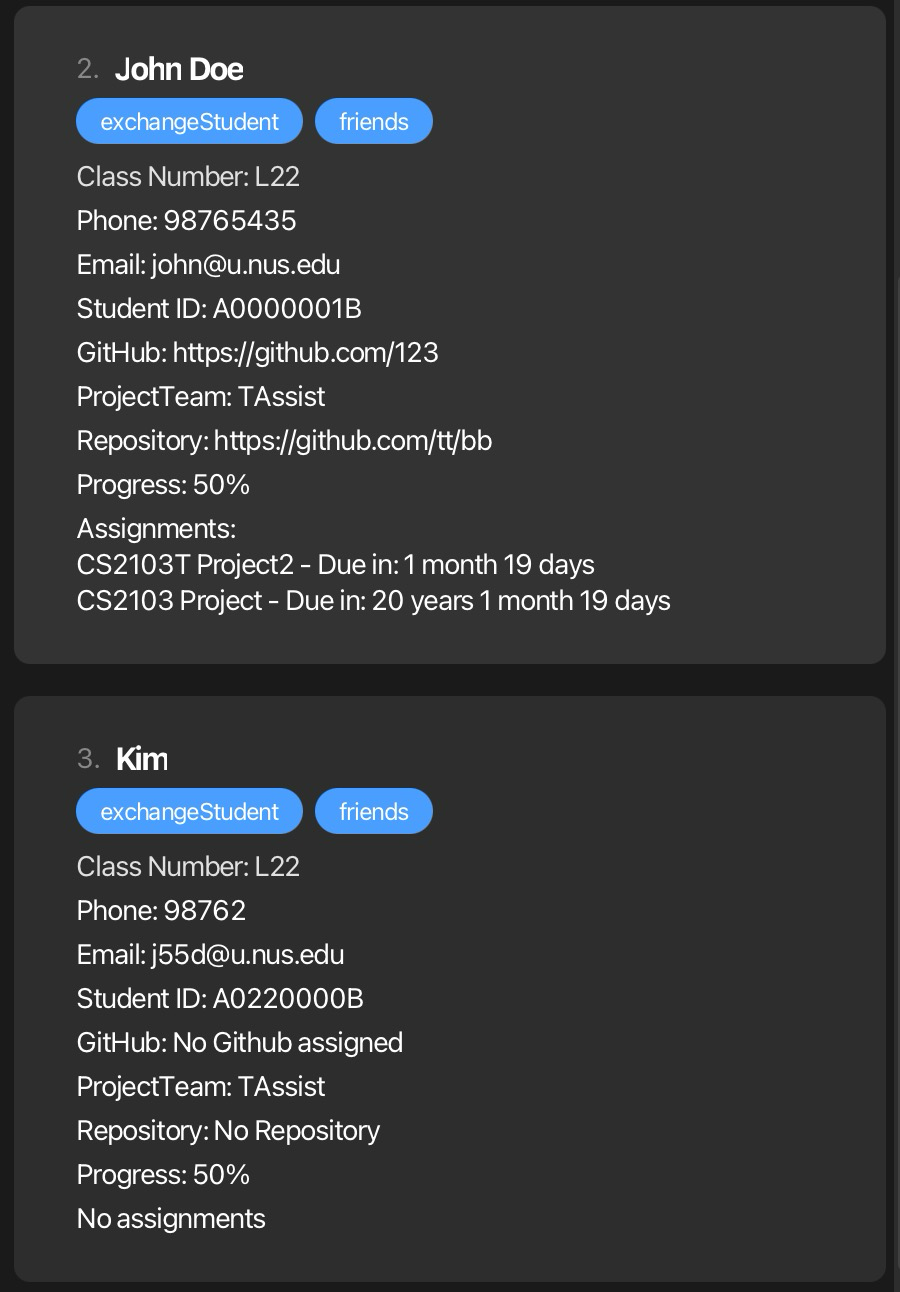 2. John Doe
exchangeStudent friends
Class Number: L22
Phone: 98765435
Email: john@u.nus.edu
Student ID: A0000001B
GitHub: https://github.com/123
ProjectTeam: TAssist
Repository: https://github.com/tt/bb
Progress: 50%
Assignments:
CS2103T Project2 - Due in: 1 month 19 days
CS2103 Project - Due in: 20 years 1 month 19 days
3. Kim
exchangeStudent friends
Class Number: L22
Phone: 98762
Email: j55d@u.nus.edu
Student ID: A0220000B
GitHub: No Github assigned
ProjectTeam: TAssist
Repository: No Repository
Progress: 50%
No assignments